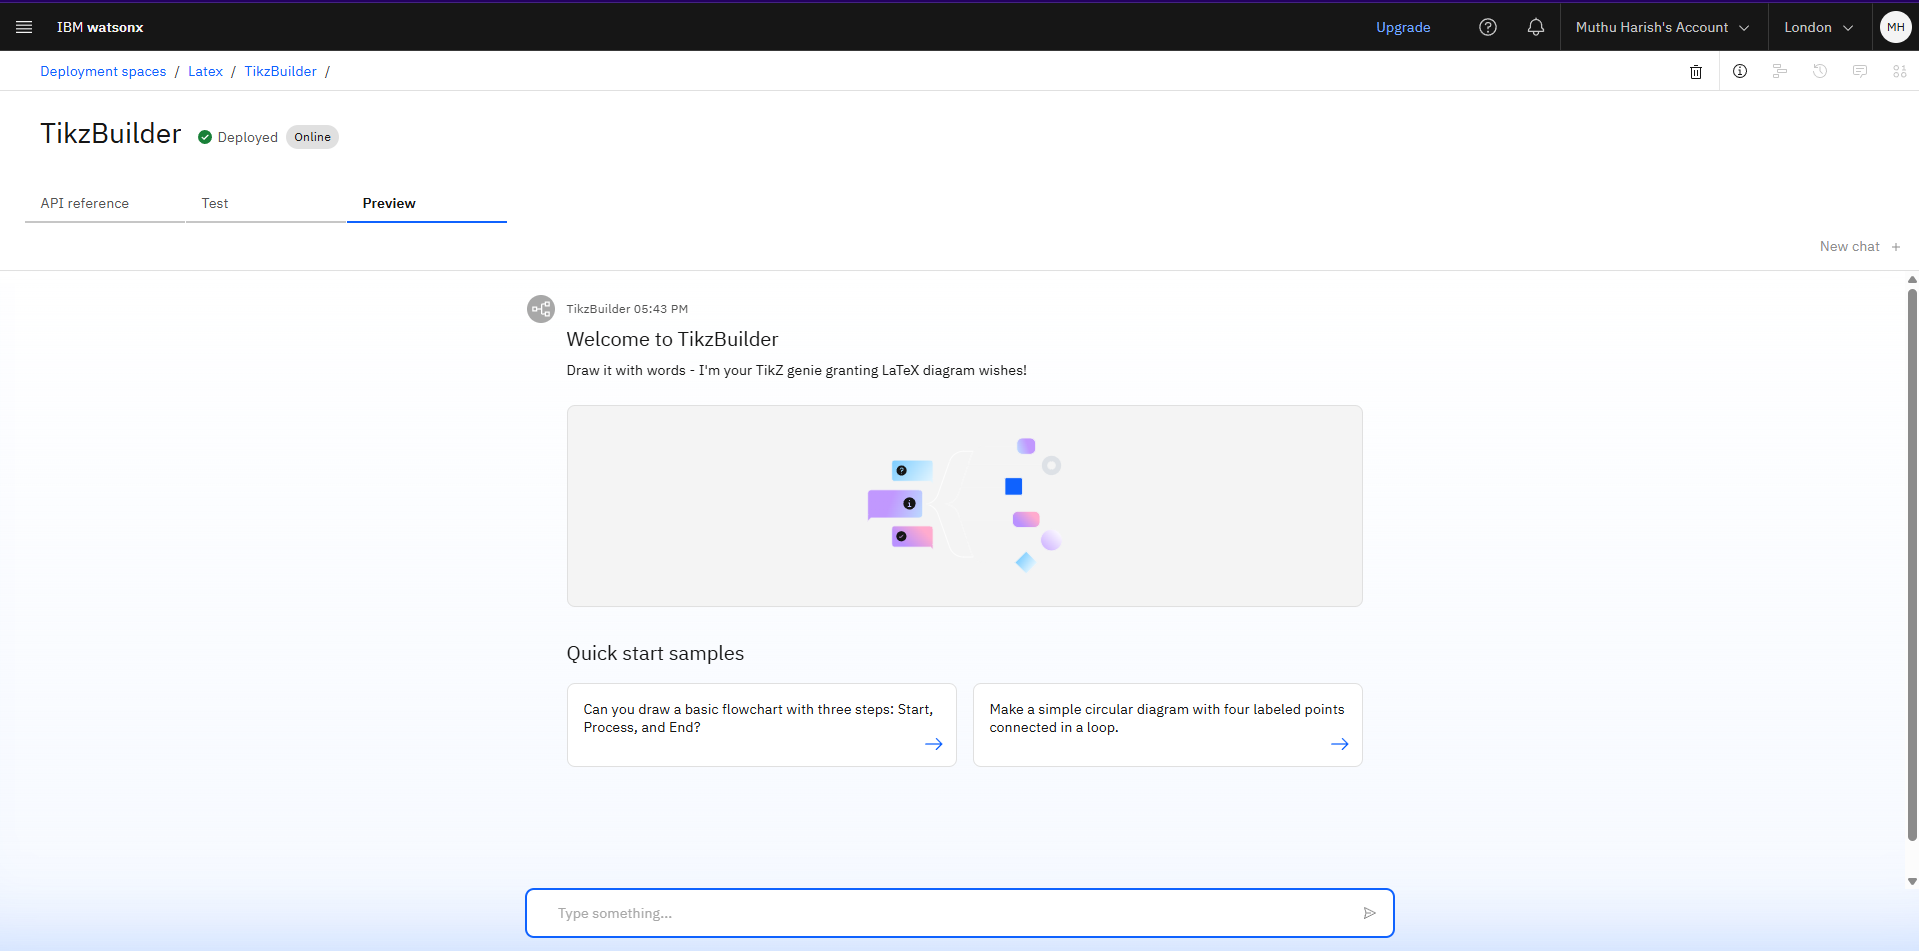 IBM watsonx
Upgrade
Muthu Harish's Account
London
MH
Deployment spaces / Latex / TikzBuilder /
TikzBuilder
Deployed
Online
API reference
Test
Preview
New chat +
TikzBuilder 05:43 PM
Welcome to TikzBuilder
Draw it with words - I'm your TikZ genie granting LaTeX diagram wishes!
Quick start samples
Can you draw a basic flowchart with three steps: Start,
Process, and End?
Make a simple circular diagram with four labeled points
connected in a loop.
Type something...